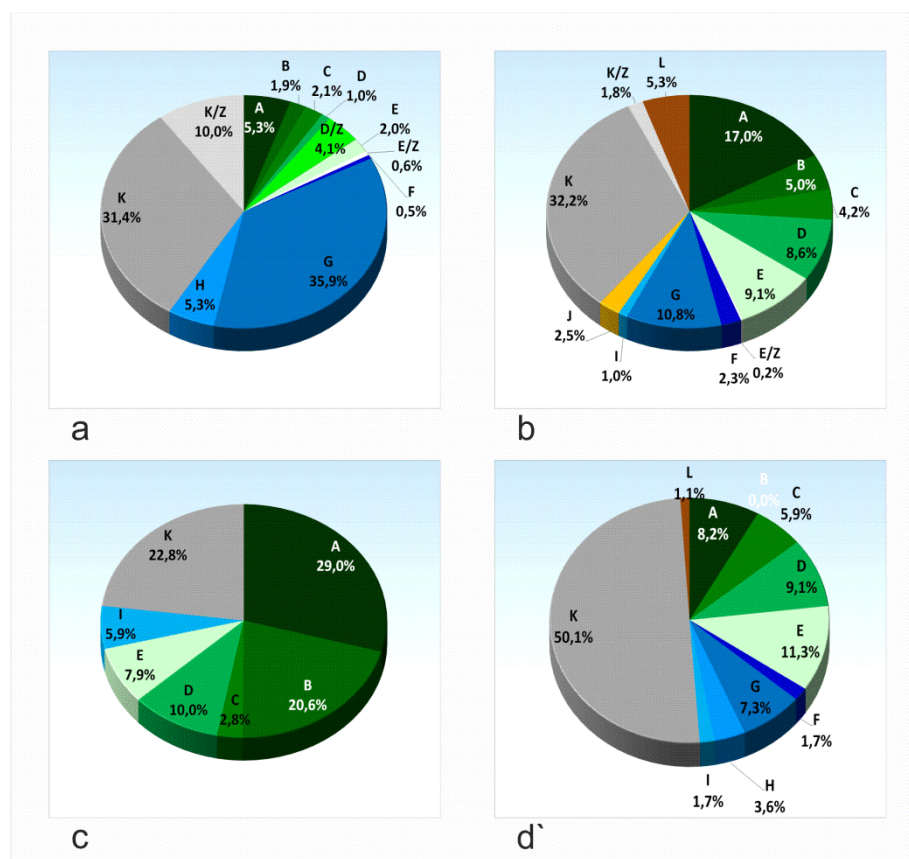 A
5,3%
B
1,9%
C
2,1%
D
1,0%
D/Z
4,1%
E
2,0%
E/Z
0,6%
F
0,5%
G
35,9%
H
5,3%
K
31,4%
K/Z
10,0%
a
A
17,0%
B
5,0%
C
4,2%
D
8,6%
E
9,1%
E/Z
0,2%
F
2,3%
G
10,8%
I
1,0%
J
2,5%
K
32,2%
K/Z
1,8%
L
5,3%
b
A
29,0%
B
20,6%
C
2,8%
D
10,0%
E
7,9%
I
5,9%
K
22,8%
c
A
8,2%
B
0,0%
C
5,9%
D
9,1%
E
11,3%
F
1,7%
G
7,3%
H
3,6%
I
1,7%
K
50,1%
L
1,1%
d`